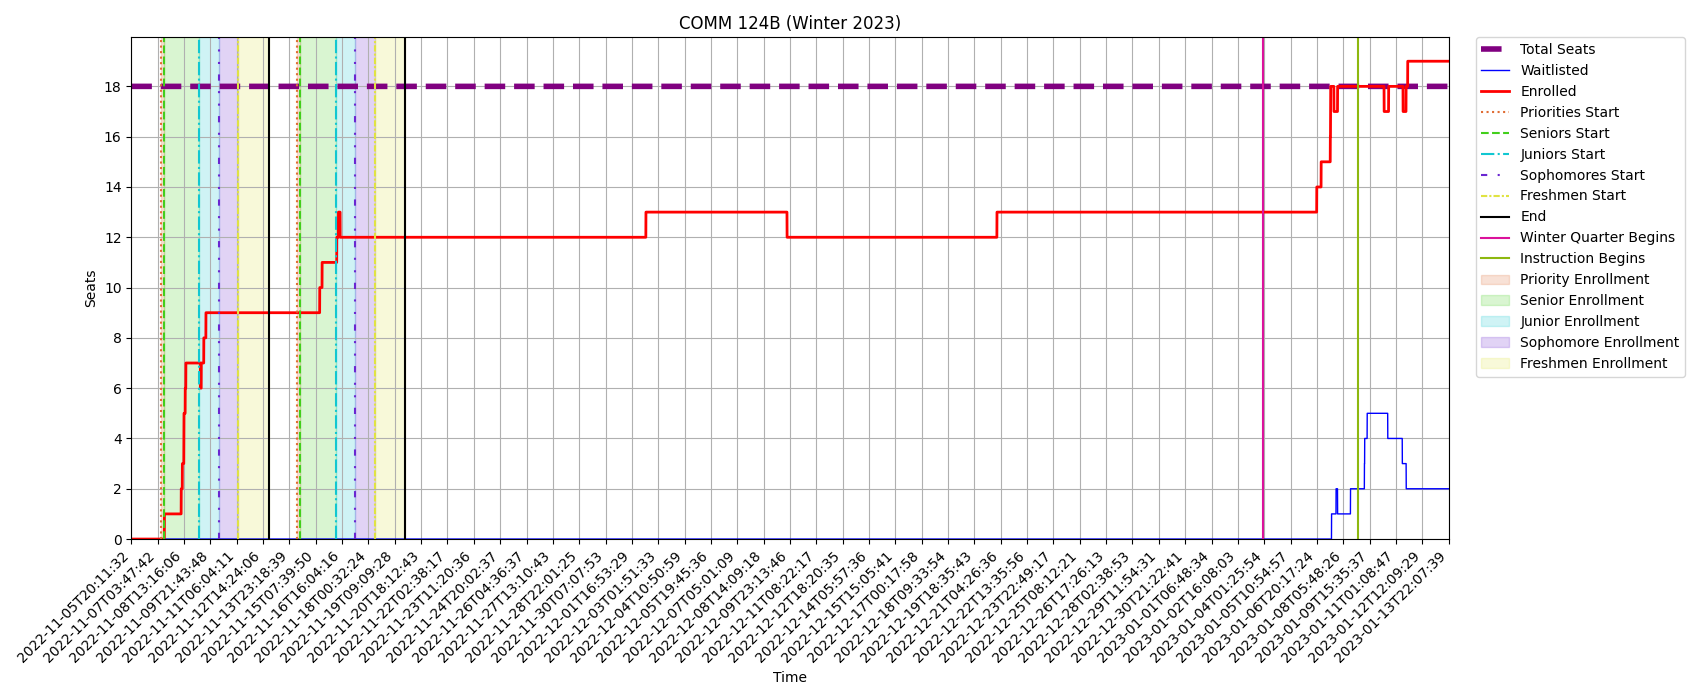 COMM 124B (Winter 2023)
Seats
18
16
14
12
10
8
6
4
2
0
2022-11-05T20:11:32
2022-11-07T03:47:42
2022-11-08T13:16:06
2022-11-09T21:43:48
2022-11-11T06:04:11
2022-11-12T14:24:06
2022-11-13T23:18:39
2022-11-15T07:39:50
2022-11-16T16:04:16
2022-11-18T00:32:24
2022-11-19T09:09:28
2022-11-20T18:12:43
2022-11-22T02:38:17
2022-11-23T11:20:36
2022-11-24T20:02:37
2022-11-26T04:36:37
2022-11-27T13:10:43
2022-11-28T22:01:25
2022-11-30T07:07:53
2022-12-01T16:53:29
2022-12-03T01:51:33
2022-12-04T10:50:59
2022-12-05T19:45:36
2022-12-07T05:01:09
2022-12-08T14:09:18
2022-12-09T23:13:46
2022-12-11T08:22:17
2022-12-12T18:20:35
2022-12-14T05:57:36
2022-12-15T15:05:41
2022-12-17T00:17:58
2022-12-18T09:33:54
2022-12-19T18:35:43
2022-12-21T04:26:36
2022-12-22T13:35:56
2022-12-23T22:49:17
2022-12-25T08:12:21
2022-12-26T17:26:13
2022-12-28T02:38:53
2022-12-29T11:54:31
2022-12-30T21:22:41
2023-01-01T06:48:34
2023-01-02T16:08:03
2023-01-04T01:25:54
2023-01-05T10:54:57
2023-01-06T20:17:24
2023-01-08T05:48:26
2023-01-09T15:35:37
2023-01-11T01:08:47
2023-01-12T12:09:29
2023-01-13T22:07:39
Time
Total Seats
Waitlisted
Enrolled
Priorities Start
Seniors Start
Juniors Start
Sophomores Start
Freshmen Start
End
Winter Quarter Begins
Instruction Begins
Priority Enrollment
Senior Enrollment
Junior Enrollment
Sophomore Enrollment
Freshmen Enrollment